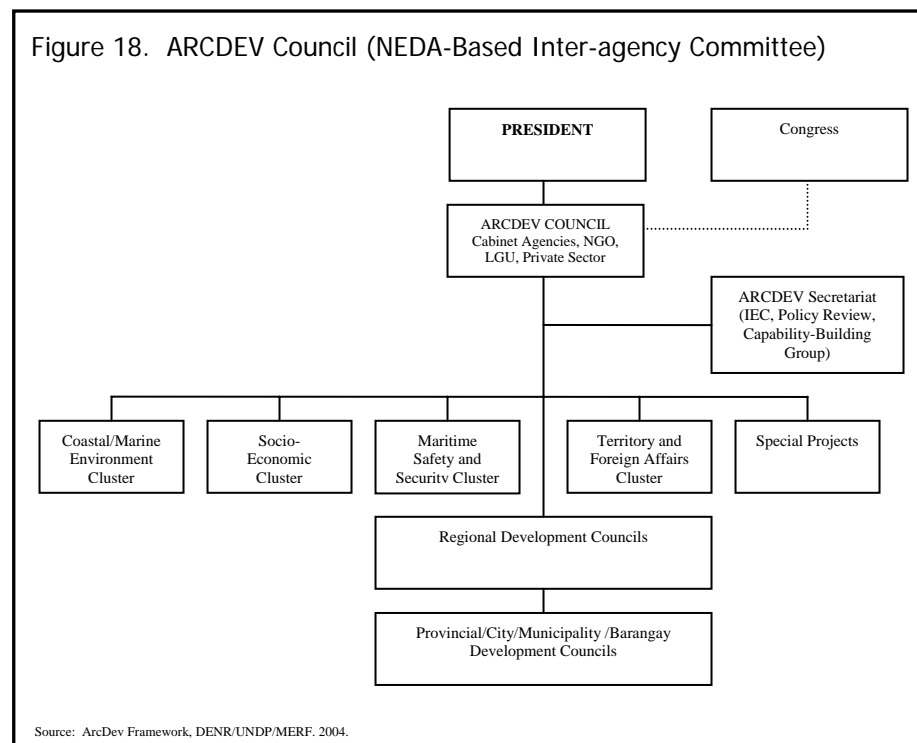 Figure 18. ARCDEV Council (NEDA-Based Inter-agency Committee)
PRESIDENT
Congress
ARCDEV COUNCIL
Cabinet Agencies, NGO,
LGU, Private Sector
ARCDEV Secretariat
(IEC, Policy Review,
Capability-Building
Group)
Coastal/Marine
Environment
Cluster
Socio-
Economic
Cluster
Maritime
Safety and
Security Cluster
Territory and
Foreign Affairs
Cluster
Special Projects
Regional Development Councils
Provincial/City/Municipality /Barangay
Development Councils
Source: ArcDev Framework, DENR/UNDP/MERF. 2004.